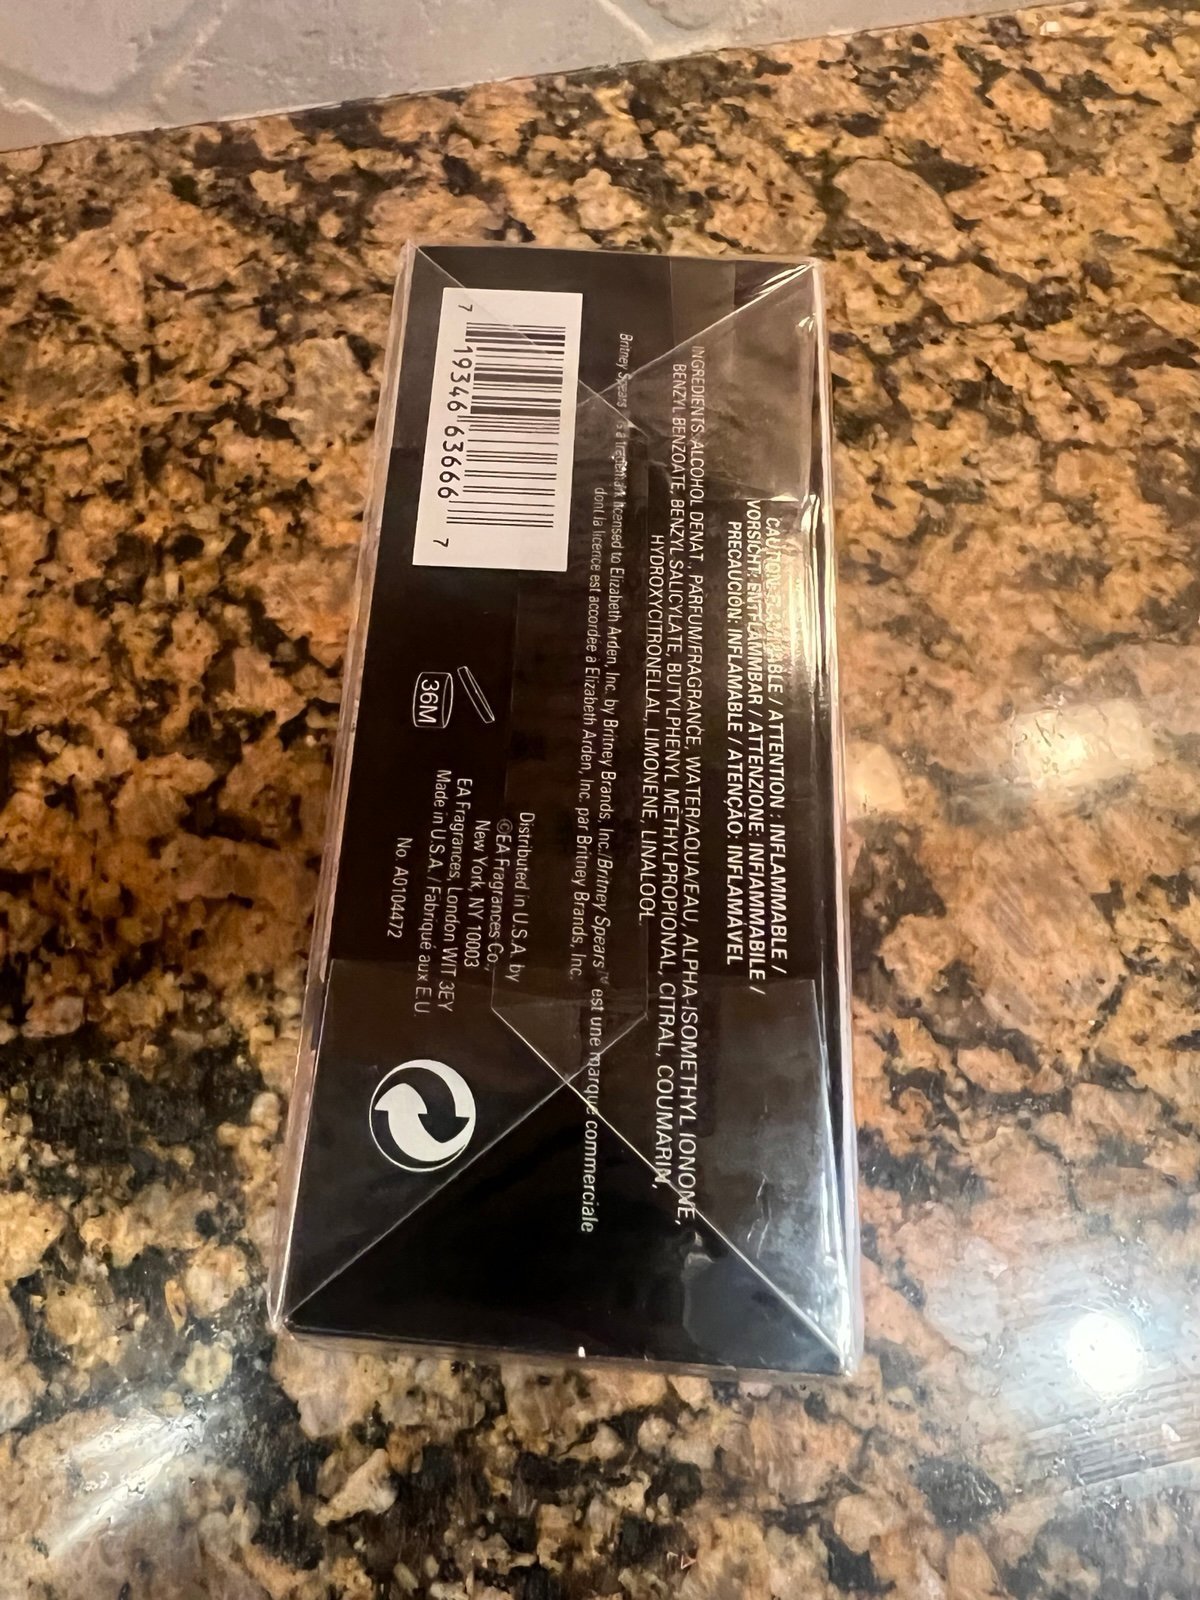 CAUTION: FLAMMABLE / ATTENTION : INFLAMMABLE /
VORSICHT: ENTFLAMMBAR / ATTENZIONE: INFIAMMABILE /
PRECAUCIÓN: INFLAMABLE / ATENÇÃO: INFLAMÁVEL
INGREDIENTS: ALCOHOL DENAT., PARFUM/FRAGRANCE, WATER/AQUA/EAU, ALPHA-ISOMETHYL IONONE,
BENZYL BENZOATE, BENZYL SALICYLATE, BUTYLPHENYL METHYLPROPIONAL, CITRAL, COUMARIN,
HYDROXYCITRONELLAL, LIMONENE, LINALOOL.
Britney Spears is a trademark licensed to Elizabeth Arden, Inc. by Britney Brands, Inc./Britney Spears™ est une marque commerciale
dont la licence est accordée à Elizabeth Arden, Inc. par Britney Brands, Inc.
7 19346 63666 7
36M
Distributed in U.S.A. by
©EA Fragrances Co.,
New York, NY 10003
EA Fragrances, London W1T 3EY
Made in U.S.A. / Fabriqué aux E.U.
No. A0104472